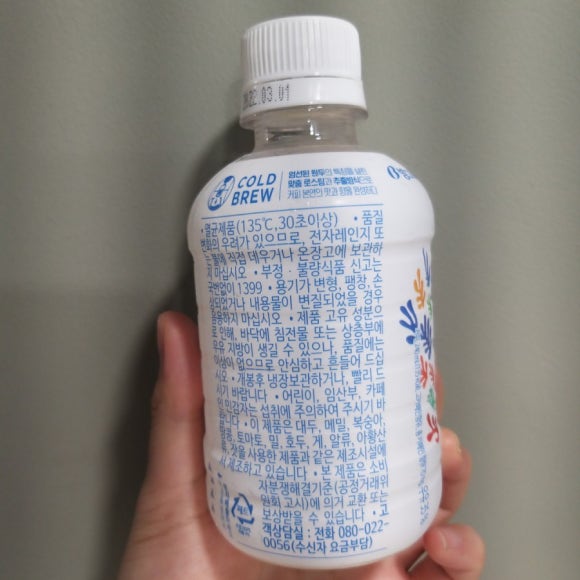 22.03.01
COLD
BREW
엄선된 원두의 특징을 살린
맞춤 로스팅과 추출방식으로
커피 본연의 맛과 향을 완성하다
• 멸균제품(135℃,30초이상) • 품질
변화의 우려가 있으므로, 전자레인지 또
는 불에 직접 데우거나 온장고에 보관하
지 마십시오 • 부정 · 불량식품 신고는
국번없이 1399 • 용기가 변형, 팽창, 손
상되었거나 내용물이 변질되었을 경우
음용하지 마십시오 • 제품 고유 성분으
로 인해, 바닥에 침전물 또는 상층부에
유지방이 생길 수 있으나, 품질에는
이상이 없으므로 안심하고 흔들어 드십
시오 • 개봉후 냉장보관하거나, 빨리 드
시기 바랍니다 • 어린이, 임산부, 카페
인 민감자는 섭취에 주의하여 주시기 바
랍니다 • 이 제품은 대두, 메밀, 복숭아,
땅콩, 토마토, 밀, 호두, 게, 알류, 아황산
잣을 사용한 제품과 같은 제조시설에
서 제조하고 있습니다 • 본 제품은 소비
자분쟁해결기준(공정거래위
원회 고시)에 의거 교환 또는
보상받을 수 있습니다 • 고
객상담실 : 전화 080-022-
0056(수신자 요금부담)
페트